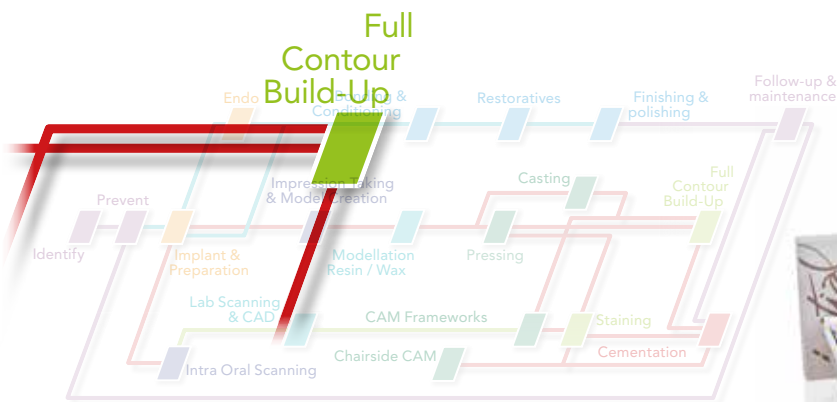 Full
Contour
Build-Up
Endo
Bonding &
Conditioning
Restoratives
Finishing &
polishing
Follow-up &
maintenance
Impression Taking
& Model Creation
Casting
Full
Contour
Build-Up
Prevent
Identify
Implant &
Preparation
Modellation
Resin / Wax
Pressing
Lab Scanning
& CAD
CAM Frameworks
Staining
Cementation
Chairside CAM
Intra Oral Scanning